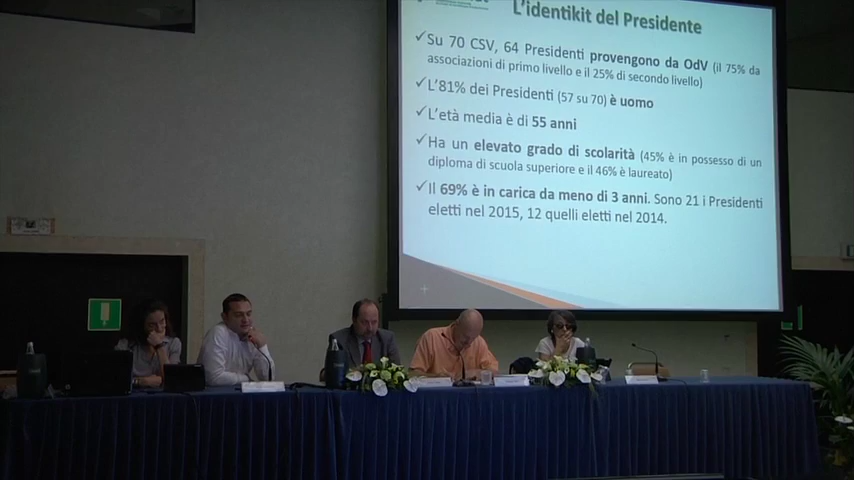 L'identikit del Presidente
✓Su 70 CSV, 64 Presidenti provengono da OdV (il 75% da
associazioni di primo livello e il 25% di secondo livello)
✓L'81% dei Presidenti (57 su 70) è uomo
✓L'età media è di 55 anni
✓Ha un elevato grado di scolarità (45% è in possesso di un
diploma di scuola superiore e il 46% è laureato)
✓Il 69% è in carica da meno di 3 anni. Sono 21 i Presidenti
eletti nel 2015, 12 quelli eletti nel 2014.